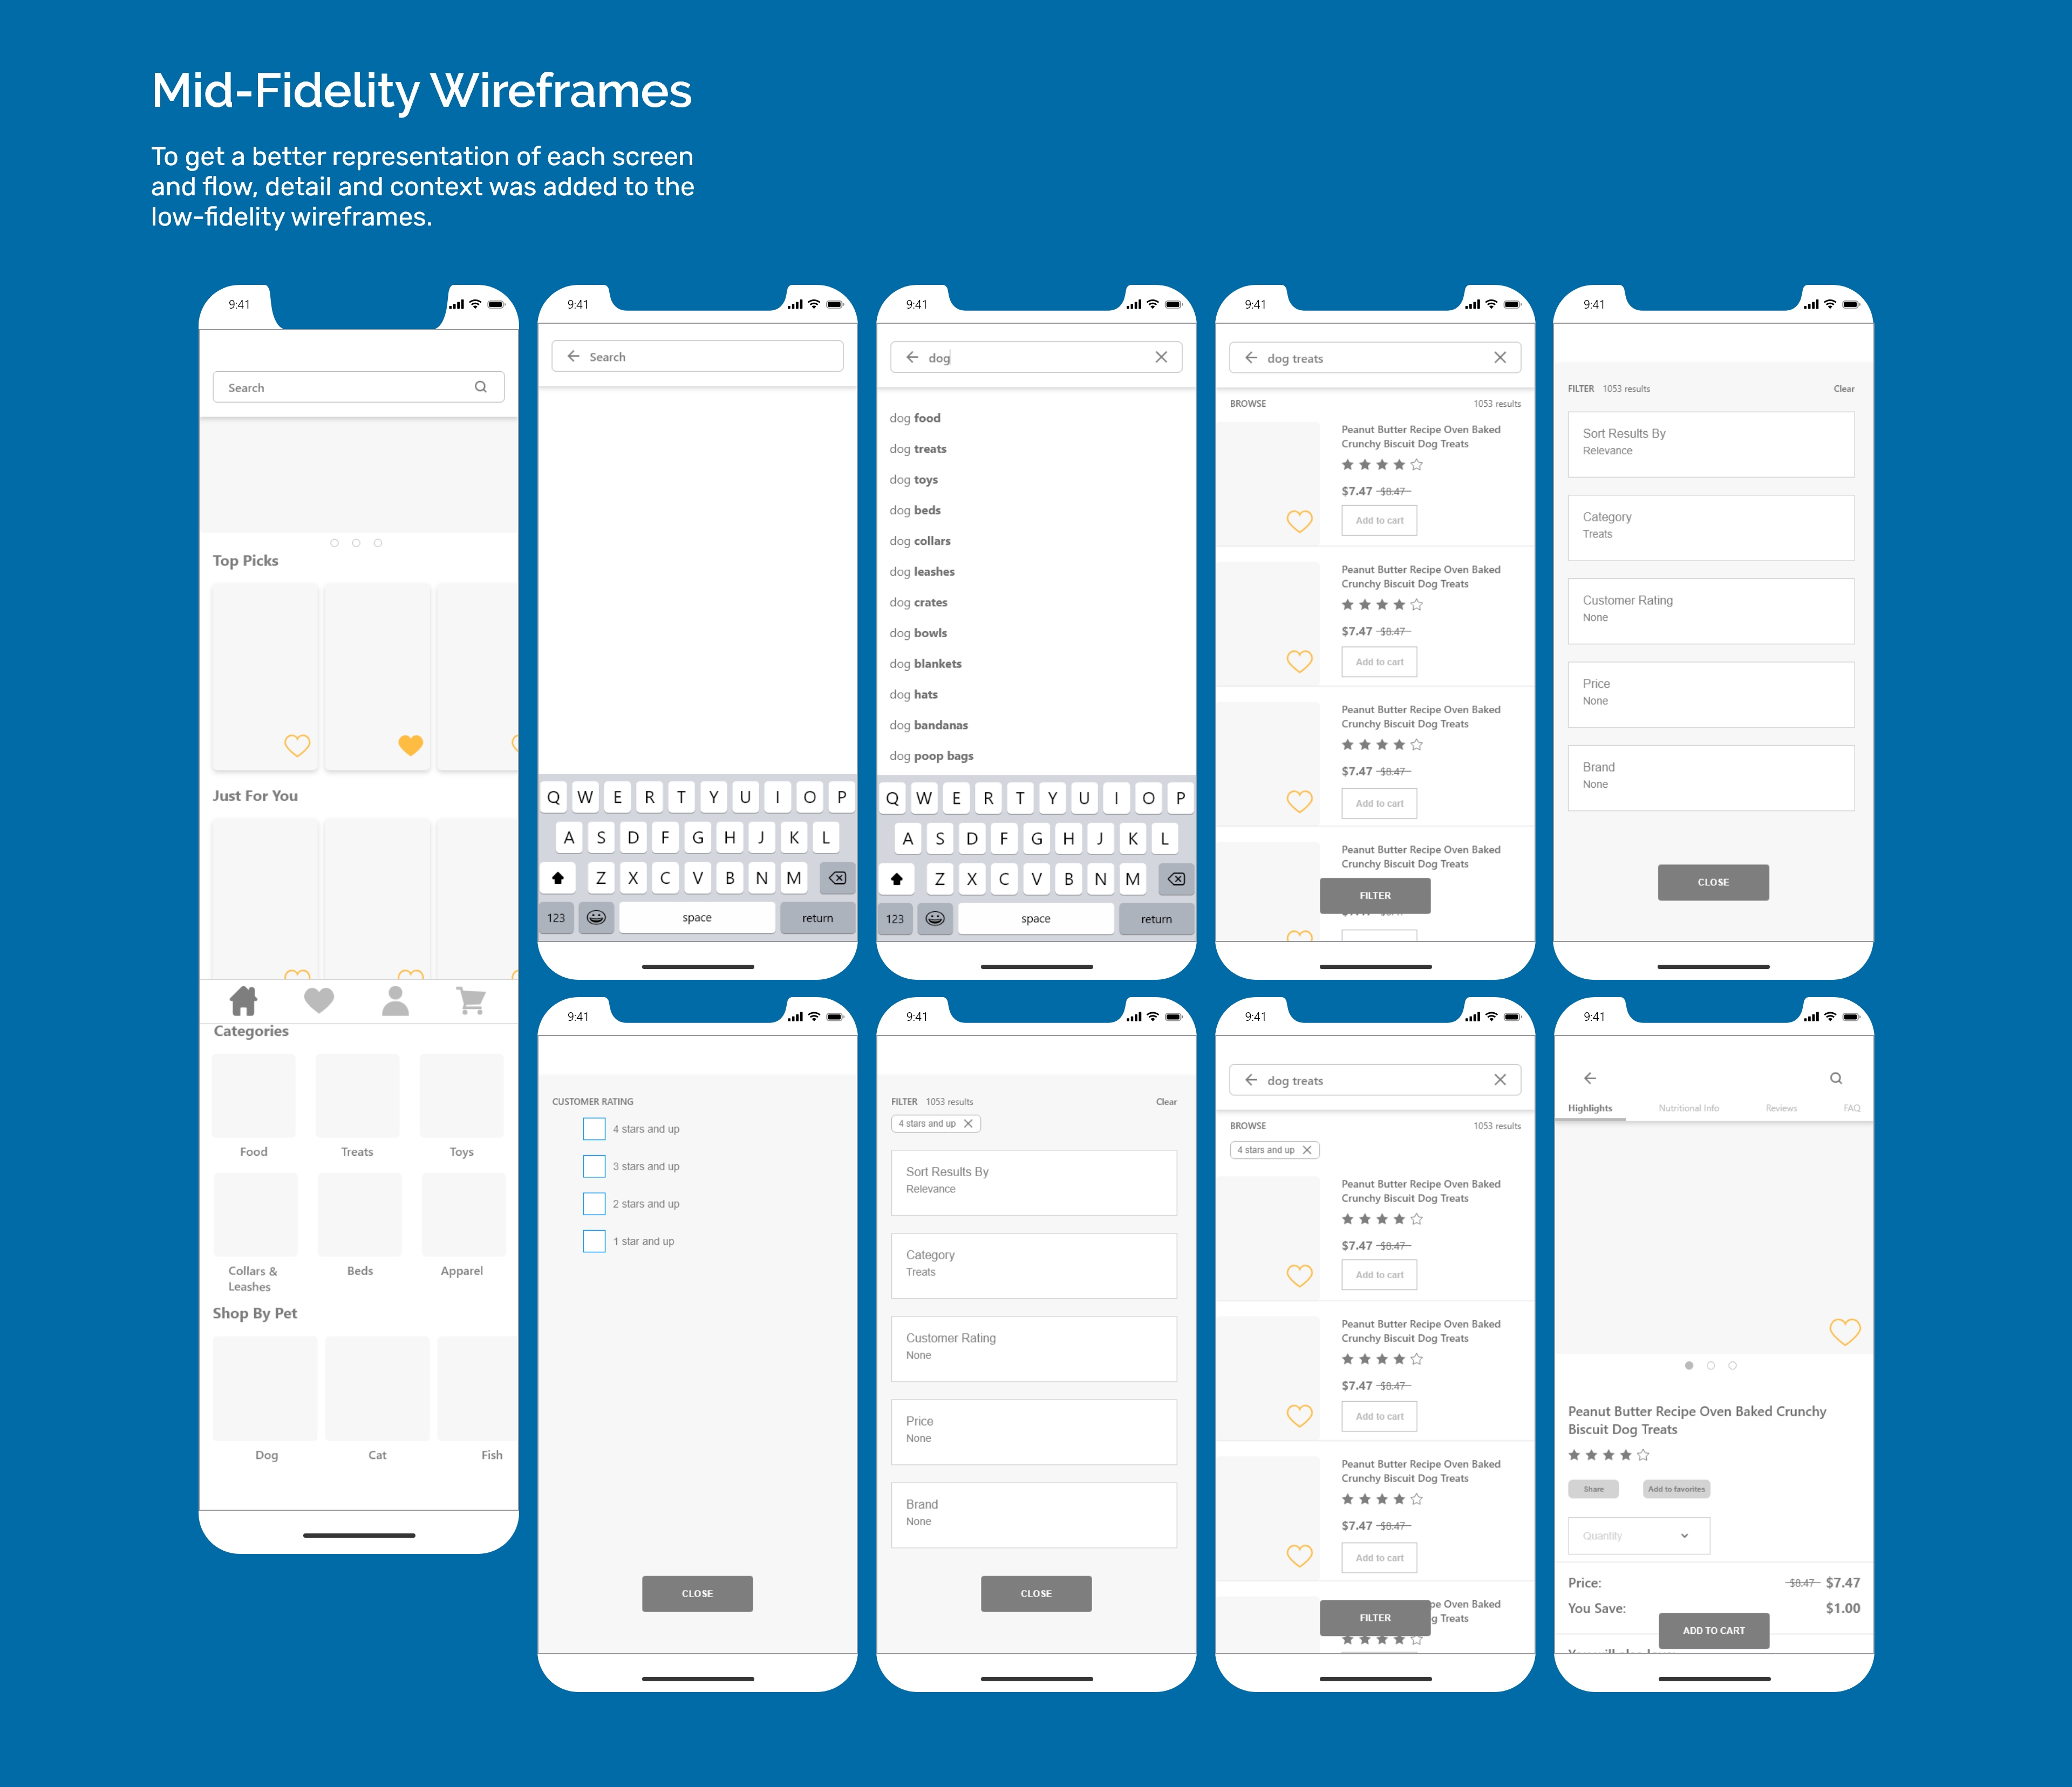 Mid-Fidelity Wireframes
To get a better representation of each screen
and flow, detail and context was added to the
low-fidelity wireframes.
9:41
Search
Top Picks
Just For You
Categories
Food Treats Toys
Collars & Beds Apparel
Leashes
Shop By Pet
Dog Cat Fish
9:41
Search
Q W E R T Y U I O P
A S D F G H J K L
Z X C V B N M
123 space return
9:41
dog
dog food
dog treats
dog toys
dog beds
dog collars
dog leashes
dog crates
dog bowls
dog blankets
dog hats
dog bandanas
dog poop bags
Q W E R T Y U I O P
A S D F G H J K L
Z X C V B N M
123 space return
9:41
dog treats
BROWSE 1053 results
Peanut Butter Recipe Oven Baked
Crunchy Biscuit Dog Treats
$7.47 $8.47
Add to cart
Peanut Butter Recipe Oven Baked
Crunchy Biscuit Dog Treats
$7.47 $8.47
Add to cart
Peanut Butter Recipe Oven Baked
Crunchy Biscuit Dog Treats
$7.47 $8.47
Add to cart
Peanut Butter Recipe Oven Baked
Crunchy Biscuit Dog Treats
FILTER
9:41
FILTER 1053 results Clear
Sort Results By
Relevance
Category
Treats
Customer Rating
None
Price
None
Brand
None
CLOSE
9:41
CUSTOMER RATING
4 stars and up
3 stars and up
2 stars and up
1 star and up
CLOSE
9:41
FILTER 1053 results Clear
4 stars and up
Sort Results By
Relevance
Category
Treats
Customer Rating
None
Price
None
Brand
None
CLOSE
9:41
dog treats
BROWSE 1053 results
4 stars and up
Peanut Butter Recipe Oven Baked
Crunchy Biscuit Dog Treats
$7.47 $8.47
Add to cart
Peanut Butter Recipe Oven Baked
Crunchy Biscuit Dog Treats
$7.47 $8.47
Add to cart
Peanut Butter Recipe Oven Baked
Crunchy Biscuit Dog Treats
$7.47 $8.47
Add to cart
Oven Baked
Treats
FILTER
9:41
Highlights Nutritional Info Reviews FAQ
Peanut Butter Recipe Oven Baked Crunchy
Biscuit Dog Treats
Share Add to favorites
Quantity
Price: $8.47 $7.47
You Save: $1.00
ADD TO CART